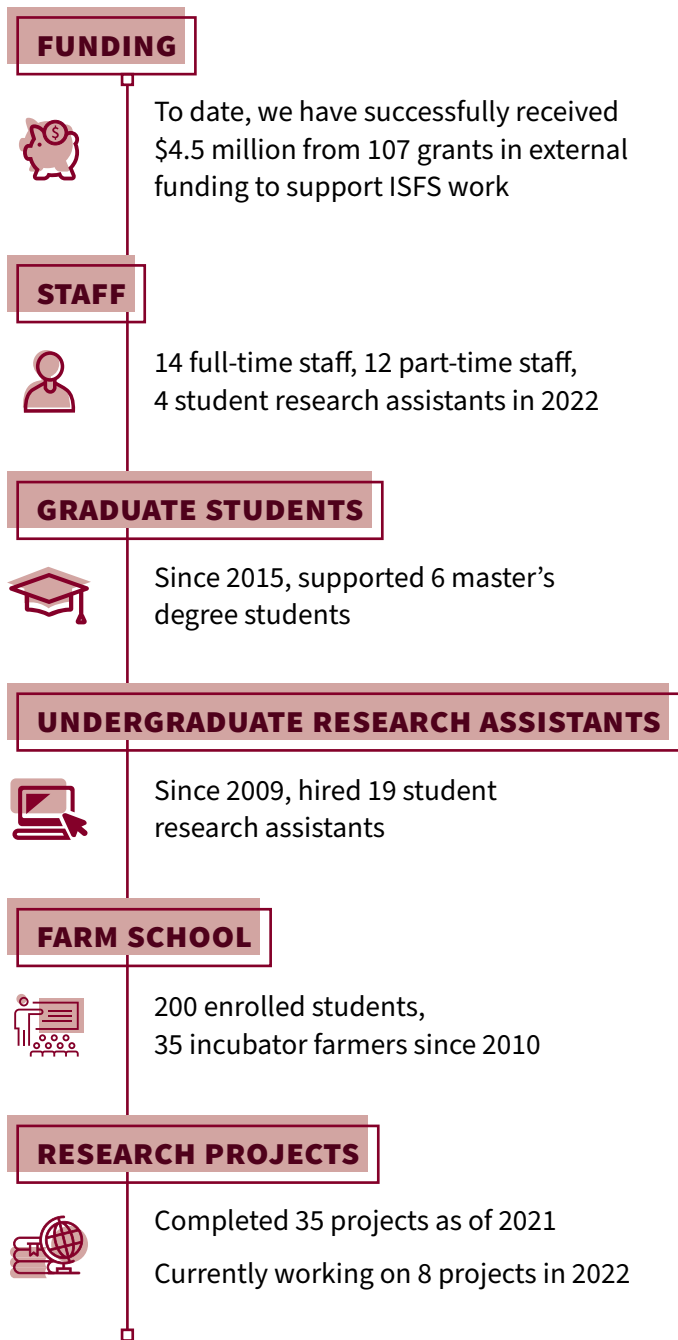 FUNDING
To date, we have successfully received
$4.5 million from 107 grants in external
funding to support ISFS work
STAFF
14 full-time staff, 12 part-time staff,
4 student research assistants in 2022
GRADUATE STUDENTS
Since 2015, supported 6 master’s
degree students
UNDERGRADUATE RESEARCH ASSISTANTS
Since 2009, hired 19 student
research assistants
FARM SCHOOL
200 enrolled students,
35 incubator farmers since 2010
RESEARCH PROJECTS
Completed 35 projects as of 2021
Currently working on 8 projects in 2022